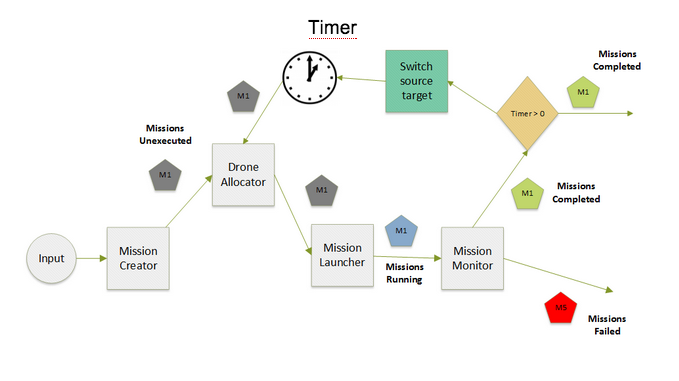 Timer
Missions
Completed
Switch
source
target
M1
Timer > 0
M1
Missions
Unexecuted
Drone
Allocator
M1
M1
M1
Missions
Completed
Input
Mission
Creator
Mission
Launcher
M1
Missions
Running
Mission
Monitor
M5
Missions
Failed